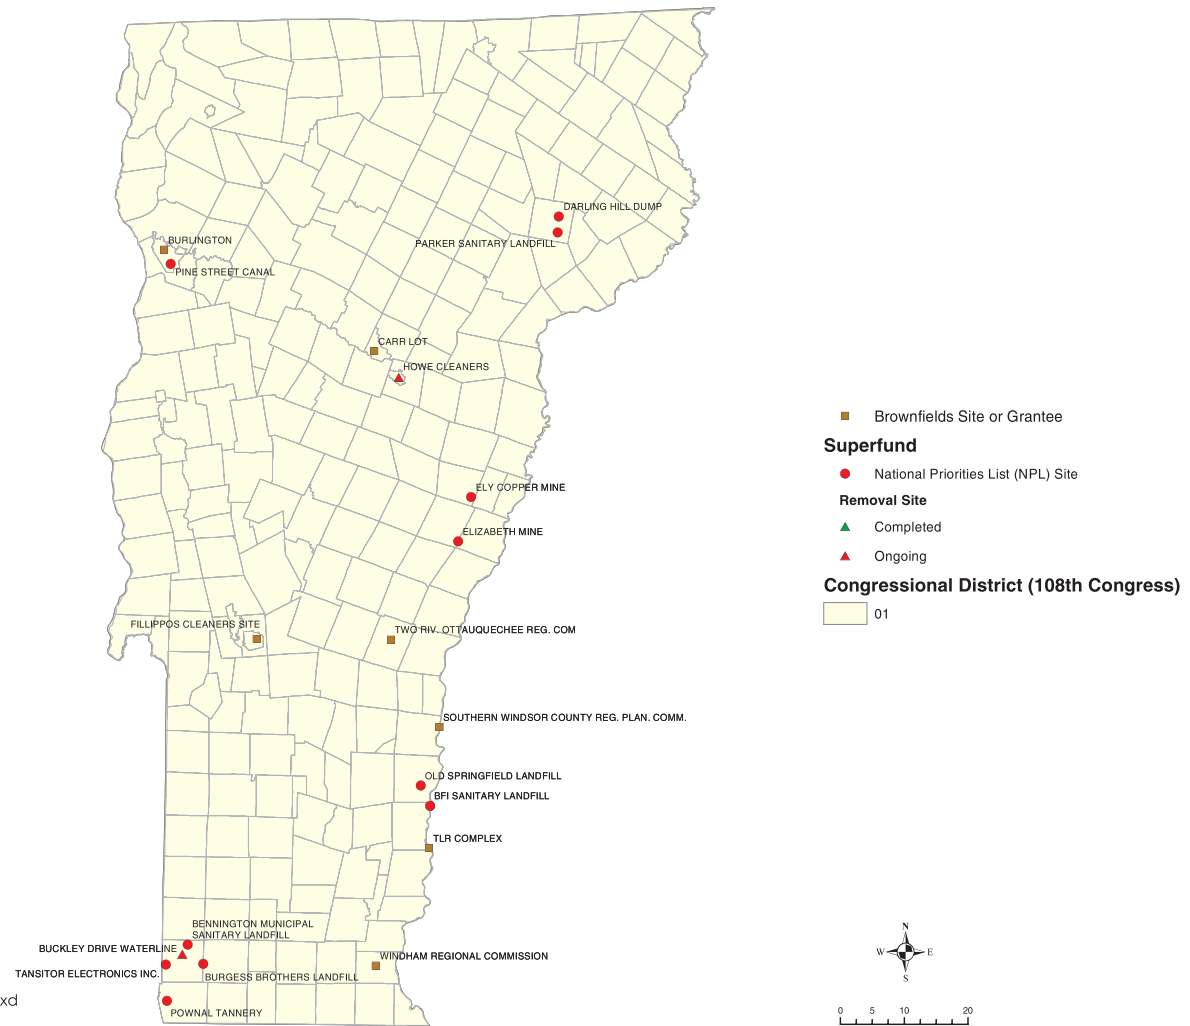 DARLING HILL DUMP
BURLINGTON
PARKER SANITARY LANDFILL
PINE STREET CANAL
CARR LOT
HOWE CLEANERS
Brownfields Site or Grantee
Superfund
National Priorities List (NPL) Site
Removal Site
Completed
Ongoing
Congressional District (108th Congress)
01
ELY COPPER MINE
ELIZABETH MINE
FILLIPPOS CLEANERS SITE
TWO RIV. OTTAUQUECHEE REG. COM
SOUTHERN WINDSOR COUNTY REG. PLAN. COMM.
OLD SPRINGFIELD LANDFILL
BFI SANITARY LANDFILL
TLR COMPLEX
BENNINGTON MUNICIPAL
SANITARY LANDFILL
BUCKLEY DRIVE WATERLINE
WINDHAM REGIONAL COMMISSION
TANSITOR ELECTRONICS INC.
BURGESS BROTHERS LANDFILL
xd
POWNAL TANNERY
N
W E
S
0 5 10 20